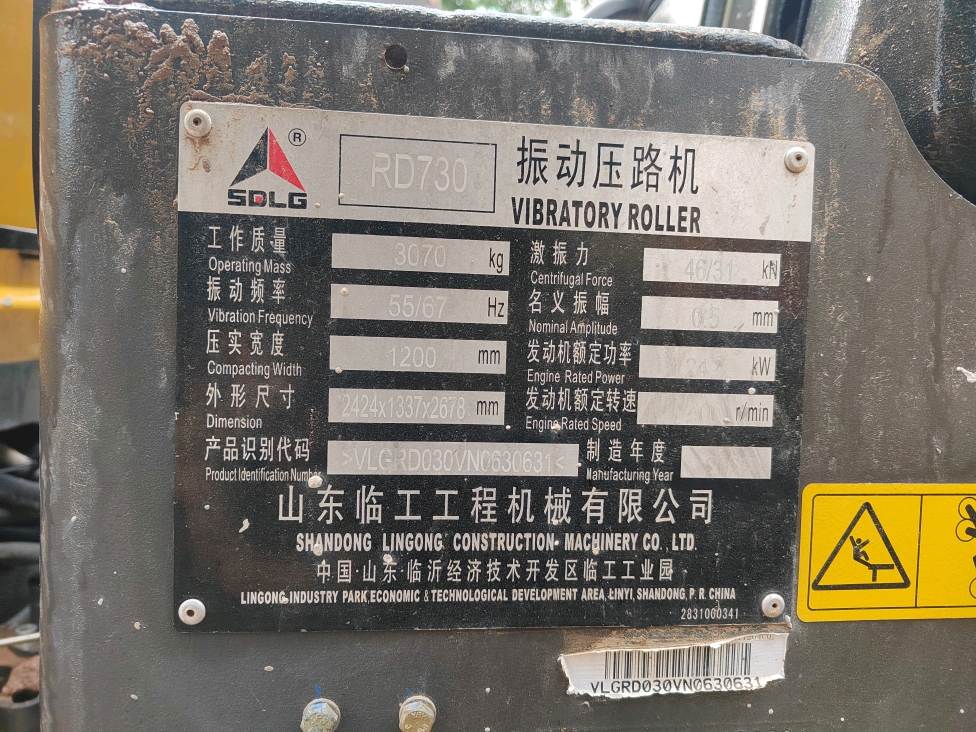 ®
SDLG
RD730
振动压路机
VIBRATORY ROLLER
工作质量 3070 kg
Operating Mass
激振力 46/31 kN
Centrifugal Force
振动频率 55/67 Hz
Vibration Frequency
名义振幅 0.5 mm
Nominal Amplitude
压实宽度 1200 mm
Compacting Width
发动机额定功率 kW
Engine Rated Power
外形尺寸 2424x1337x2678 mm
Dimension
发动机额定转速 r/min
Engine Rated Speed
产品识别代码 >VLGRD030VN0630631<
Product Identification Number
制造年度
Manufacturing Year
山东临工工程机械有限公司
SHANDONG LINGONG CONSTRUCTION MACHINERY CO. LTD.
中国·山东·临沂经济技术开发区临工工业园
LINGONG INDUSTRY PARK,ECONOMIC & TECHNOLOGICAL DEVELOPMENT AREA, LINYI, SHANDONG, P. R. CHINA
2831000341
VLGRD030VN0630631